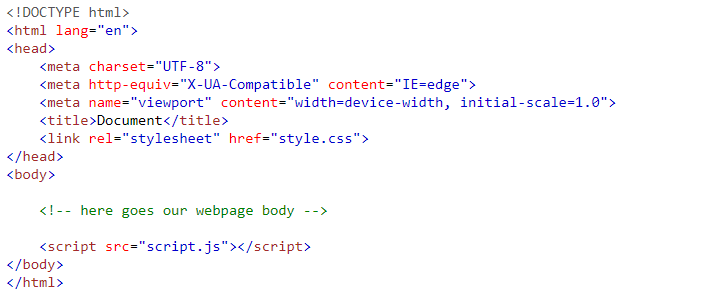 <!DOCTYPE html>
<html lang="en">
<head>
    <meta charset="UTF-8">
    <meta http-equiv="X-UA-Compatible" content="IE=edge">
    <meta name="viewport" content="width=device-width, initial-scale=1.0">
    <title>Document</title>
    <link rel="stylesheet" href="style.css">
</head>
<body>
    <!-- here goes our webpage body -->
    <script src="script.js"></script>
</body>
</html>